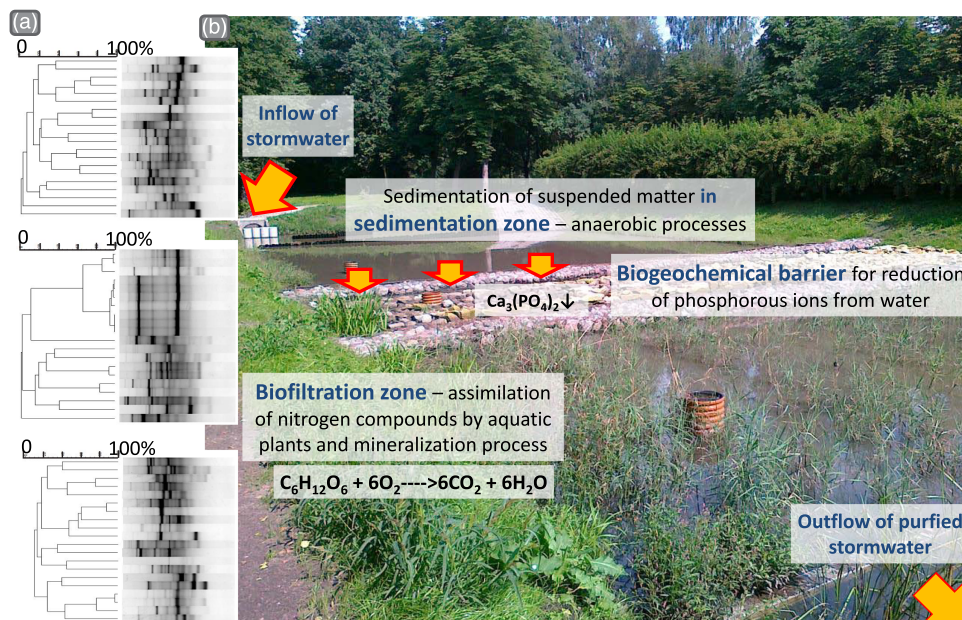 (a)
0 100%
0 100%
0 100%
(b)
Inflow of
stormwater
Sedimentation of suspended matter in
sedimentation zone – anaerobic processes
Biogeochemical barrier for reduction
of phosphorous ions from water
Ca₃(PO₄)₂↓
Biofiltration zone – assimilation
of nitrogen compounds by aquatic
plants and mineralization process
C₆H₁₂O₆ + 6O₂---->6CO₂ + 6H₂O
Outflow of purfied
stormwater